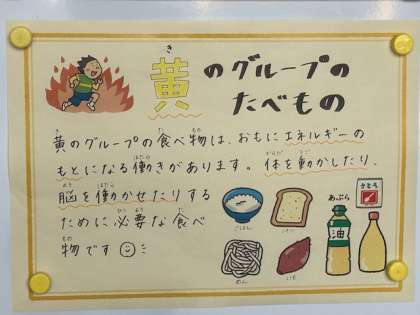 黄のグループの
たべもの
黄のグループの食べ物は、おもにエネルギーの
もとになる働きがあります。体を動かしたり、
脳を働かせたりする
ために必要な食べ
物です
ごはん
パン
めん
いも
あぶら
油
さとう